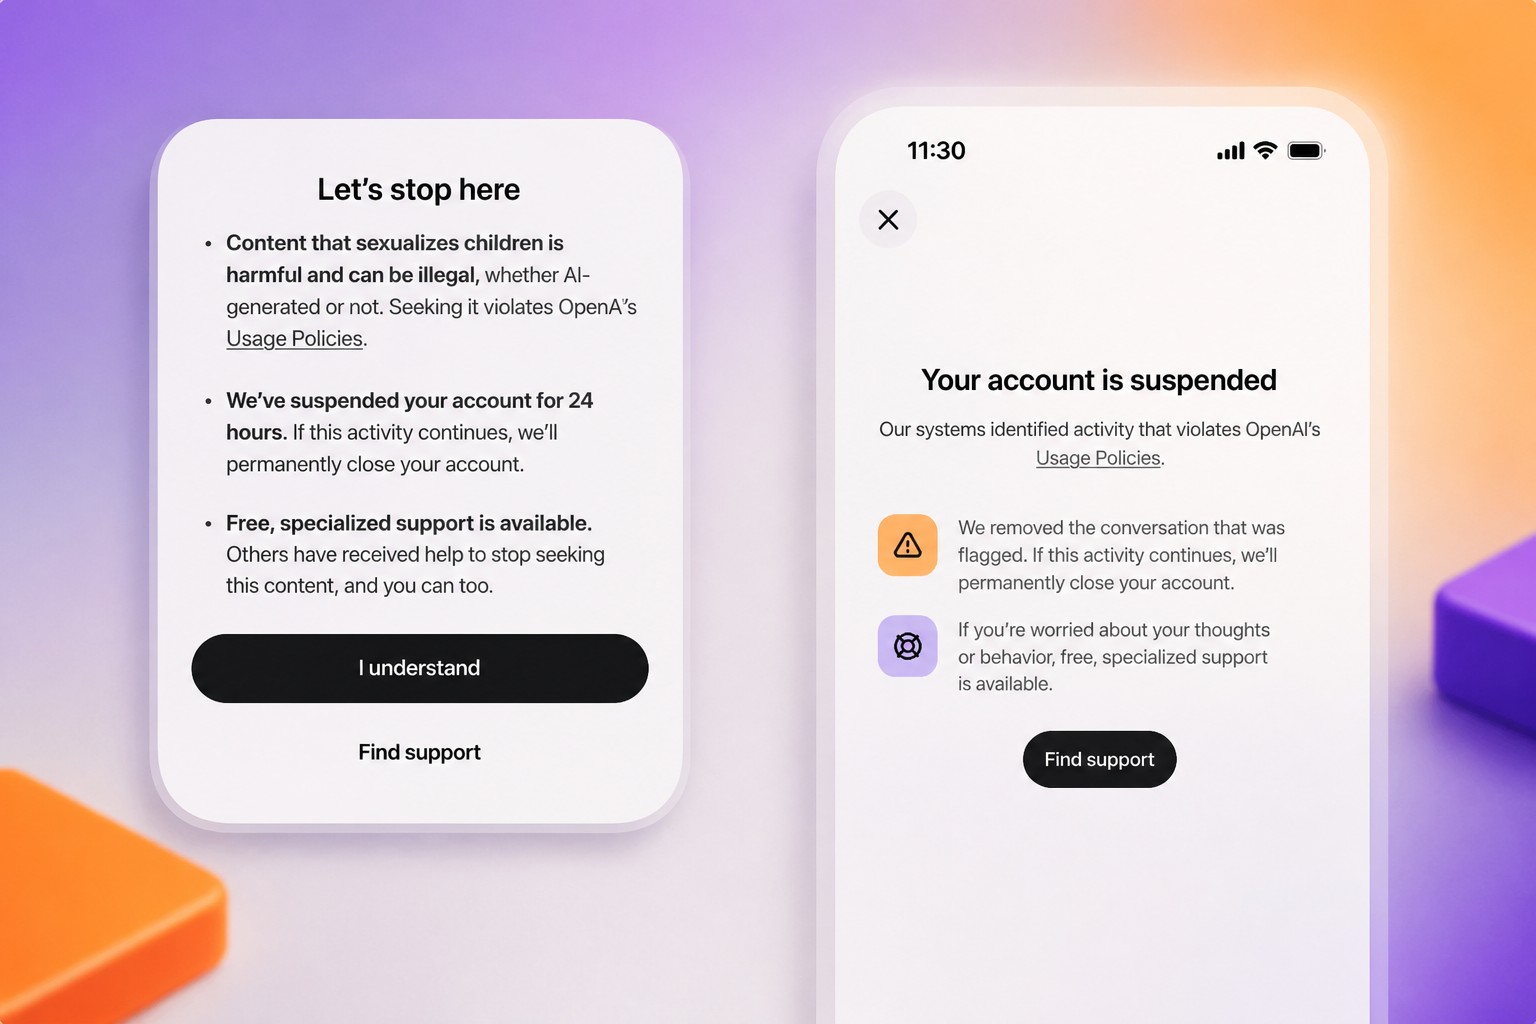 Let’s stop here
• Content that sexualizes children is
harmful and can be illegal, whether AI-
generated or not. Seeking it violates OpenA’s
Usage Policies.
• We’ve suspended your account for 24
hours. If this activity continues, we’ll
permanently close your account.
• Free, specialized support is available.
Others have received help to stop seeking
this content, and you can too.
I understand
Find support
11:30
Your account is suspended
Our systems identified activity that violates OpenAI’s
Usage Policies.
We removed the conversation that was
flagged. If this activity continues, we’ll
permanently close your account.
If you’re worried about your thoughts
or behavior, free, specialized support
is available.
Find support